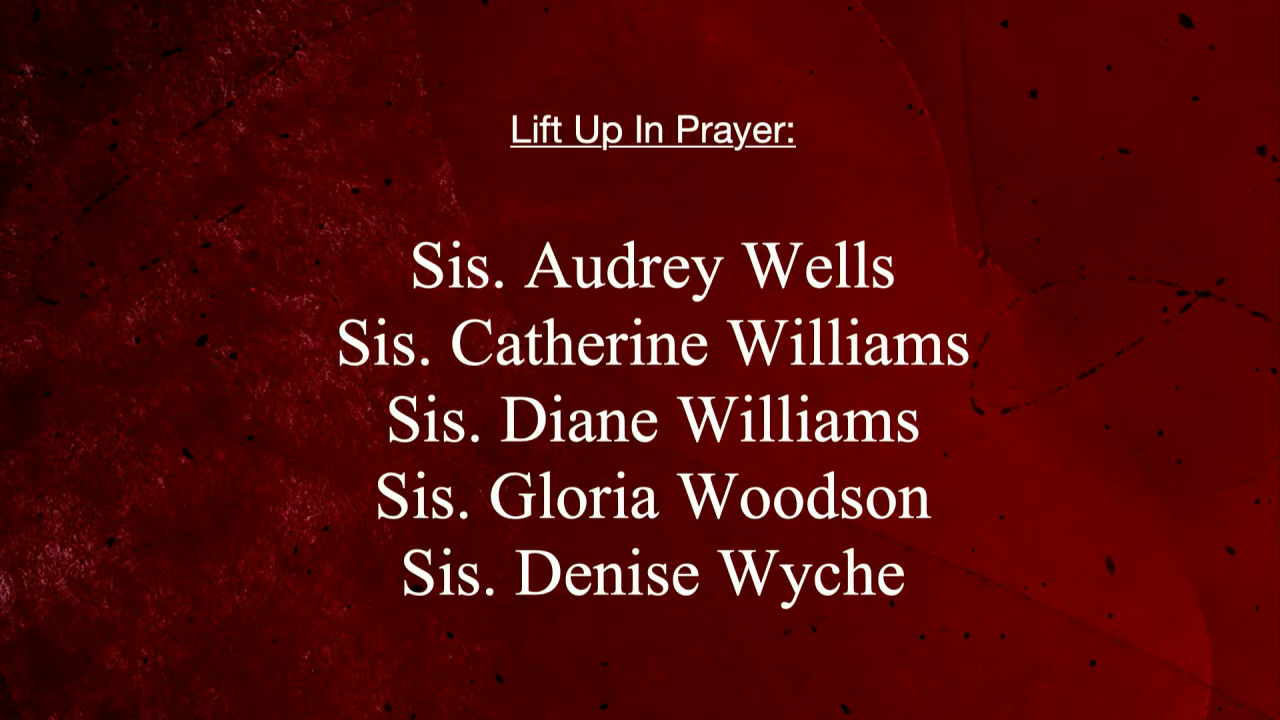 Lift Up In Prayer:
Sis. Audrey Wells
Sis. Catherine Williams
Sis. Diane Williams
Sis. Gloria Woodson
Sis. Denise Wyche